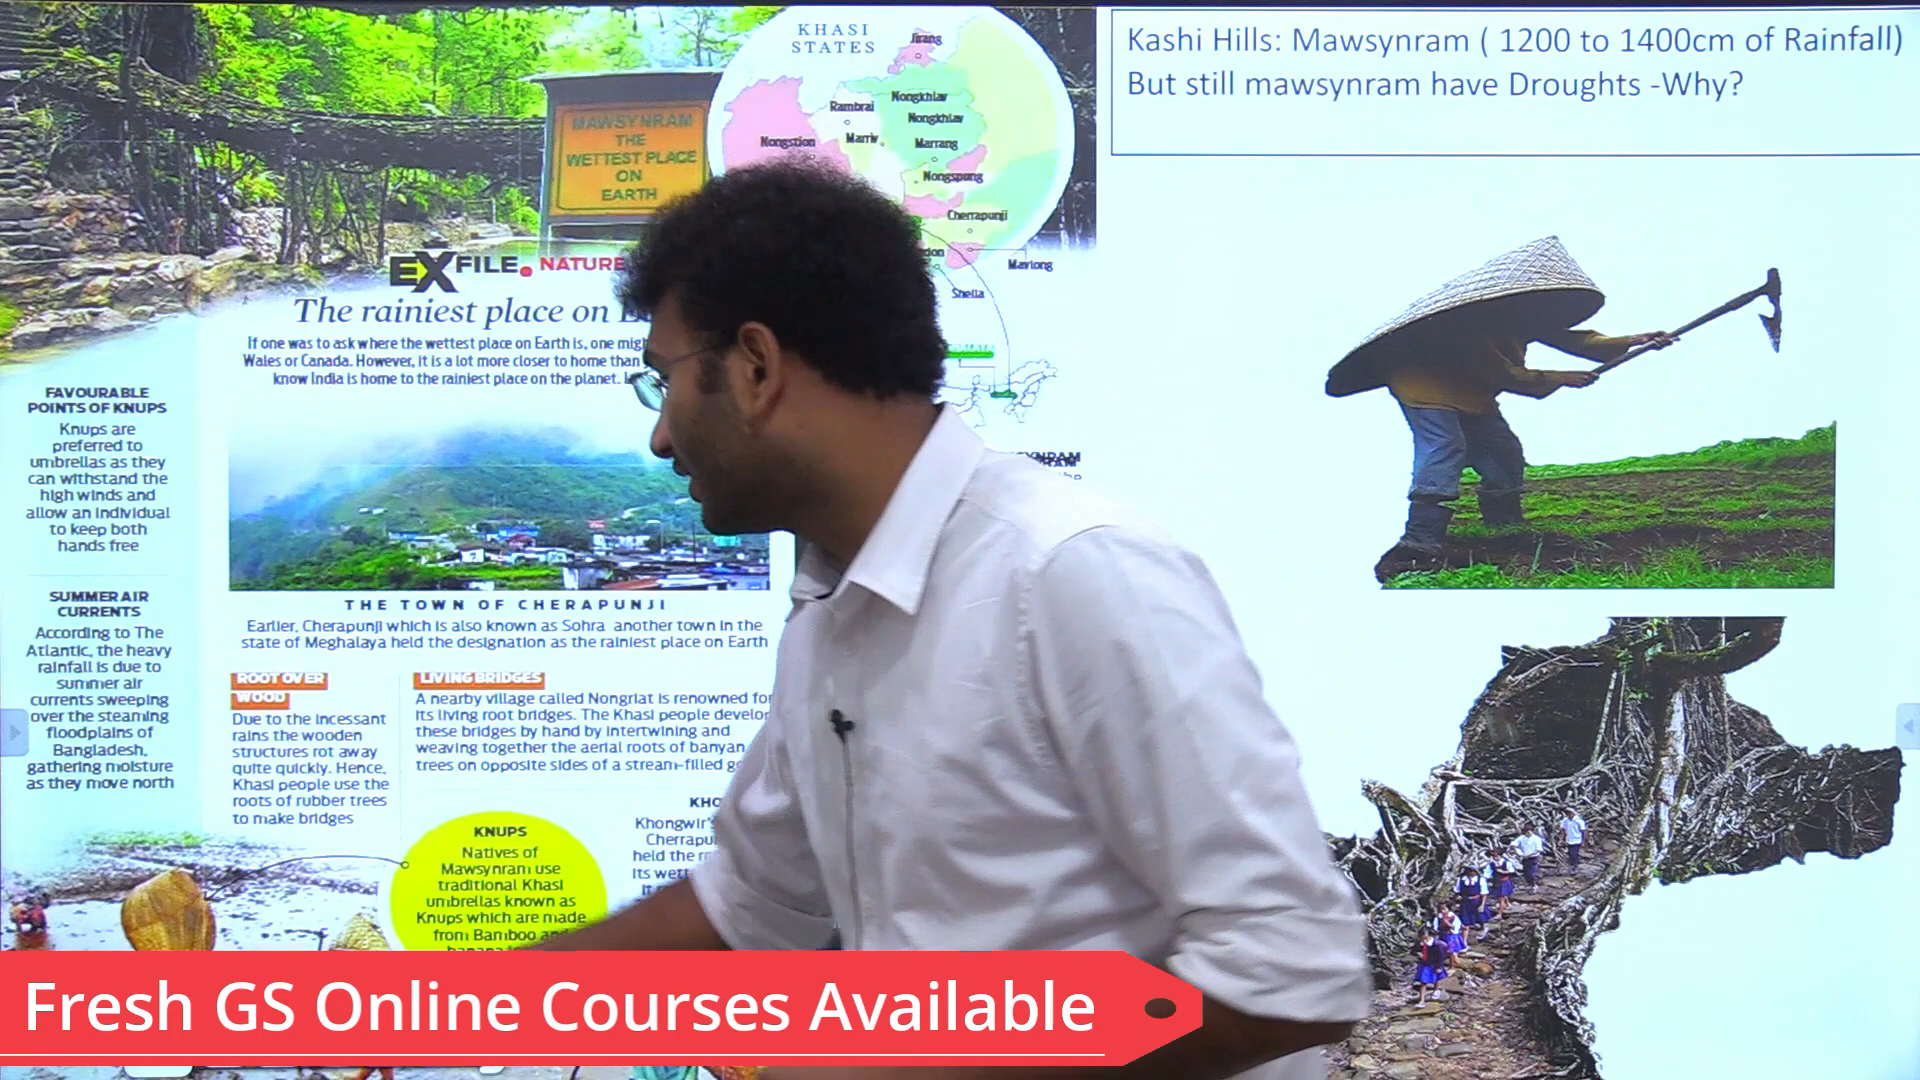 KHASI
STATES
Jirang
Nongkhlaw
Rambrai
Nongkhlaw
Marriw
Nongstion
Marrang
Nongspung
Cherrapunji
Mawlong
Shella
MAWSYNRAM
THE
WETTEST PLACE
ON
EARTH
Kashi Hills: Mawsynram ( 1200 to 1400cm of Rainfall)
But still mawsynram have Droughts -Why?
EXFILE. NATURE
The rainiest place on
If one was to ask where the wettest place on Earth is, one
Wales or Canada. However, it is a lot more closer to home than
know India is home to the rainiest place on the planet.
FAVOURABLE
POINTS OF KNUPS
Knups are
preferred to
umbrellas as they
can withstand the
high winds and
allow an individual
to keep both
hands free
SUMMER AIR
CURRENTS
According to The
Atlantic, the heavy
rainfall is due to
summer air
currents sweeping
over the steaming
floodplains of
Bangladesh,
gathering moisture
as they move north
THE TOWN OF CHERAPUNJI
Earlier, Cherapunji which is also known as Sohra another town in the
state of Meghalaya held the designation as the rainiest place on Earth
ROOT OVER
WOOD
Due to the incessant
rains the wooden
structures rot away
quite quickly. Hence,
Khasi people use the
roots of rubber trees
to make bridges
LIVING BRIDGES
A nearby village called Nongriat is renowned for
its living root bridges. The Khasi people
these bridges by hand by intertwining and
weaving together the aerial roots of banyan
trees on opposite sides of a stream-filled
KNUPS
Natives of
Mawsynram use
traditional Khasi
umbrellas known as
Knups which are made
from Bamboo and
Khongwir's
held the
its
Fresh GS Online Courses Available